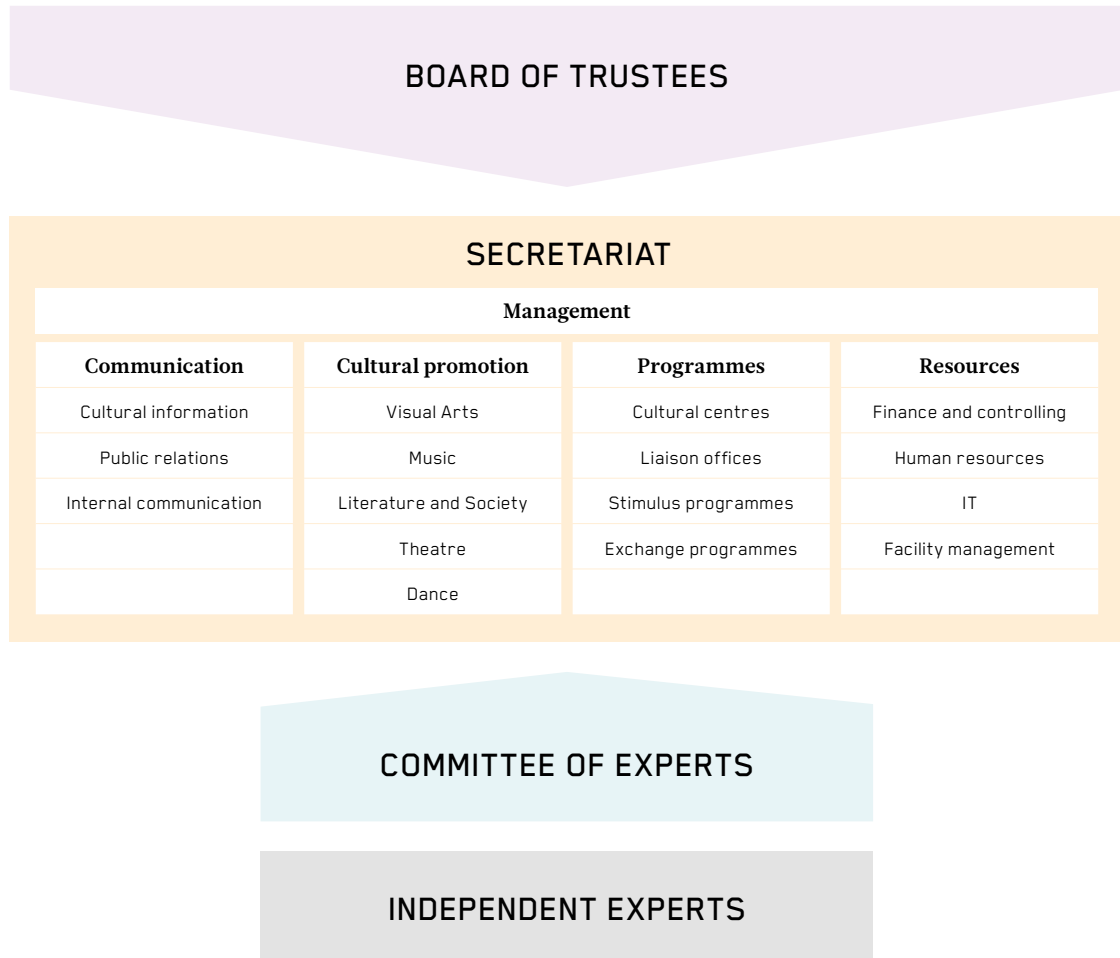 BOARD OF TRUSTEES
SECRETARIAT
Management
Communication
Cultural information
Public relations
Internal communication
Cultural promotion
Visual Arts
Music
Literature and Society
Theatre
Dance
Programmes
Cultural centres
Liaison offices
Stimulus programmes
Exchange programmes
Resources
Finance and controlling
Human resources
IT
Facility management
COMMITTEE OF EXPERTS
INDEPENDENT EXPERTS